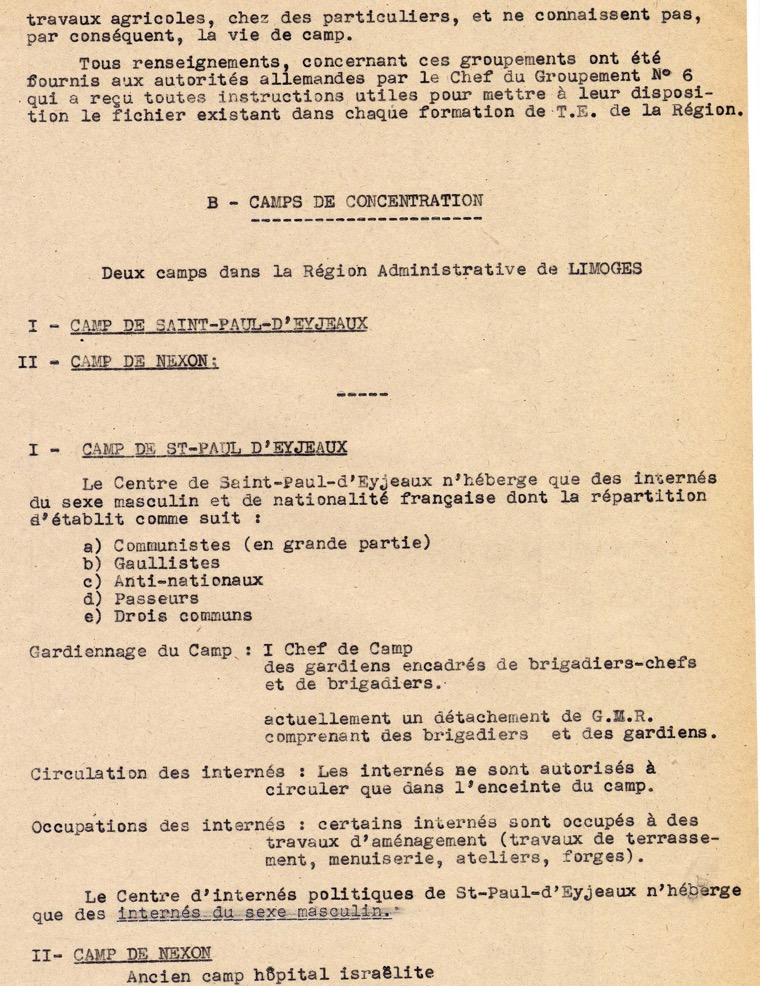 travaux agricoles, chez des particuliers, et ne connaissent pas,
par conséquent, la vie de camp.
Tous renseignements, concernant ces groupements ont été
fournis aux autorités allemandes par le Chef du Groupement N° 6
qui a reçu toutes instructions utiles pour mettre à leur disposi-
tion le fichier existant dans chaque formation de T.E. de la Région.
B - CAMPS DE CONCENTRATION
Deux camps dans la Région Administrative de LIMOGES
I - CAMP DE SAINT-PAUL-D'EYJEAUX
II - CAMP DE NEXON:
-----
I - CAMP DE ST-PAUL D'EYJEAUX
Le Centre de Saint-Paul-d'Eyjeaux n'héberge que des internés
du sexe masculin et de nationalité française dont la répartition
d'établit comme suit :
a) Communistes (en grande partie)
b) Gaullistes
c) Anti-nationaux
d) Passeurs
e) Drois communs
Gardiennage du Camp : I Chef de Camp
des gardiens encadrés de brigadiers-chefs
et de brigadiers.
actuellement un détachement de G.M.R.
comprenant des brigadiers et des gardiens.
Circulation des internés : Les internés ne sont autorisés à
circuler que dans l'enceinte du camp.
Occupations des internés : certains internés sont occupés à des
travaux d'aménagement (travaux de terrasse-
ment, menuiserie, ateliers, forges).
Le Centre d'internés politiques de St-Paul-d'Eyjeaux n'héberge
que des internés du sexe masculin.
II- CAMP DE NEXON
Ancien camp hôpital israëlite